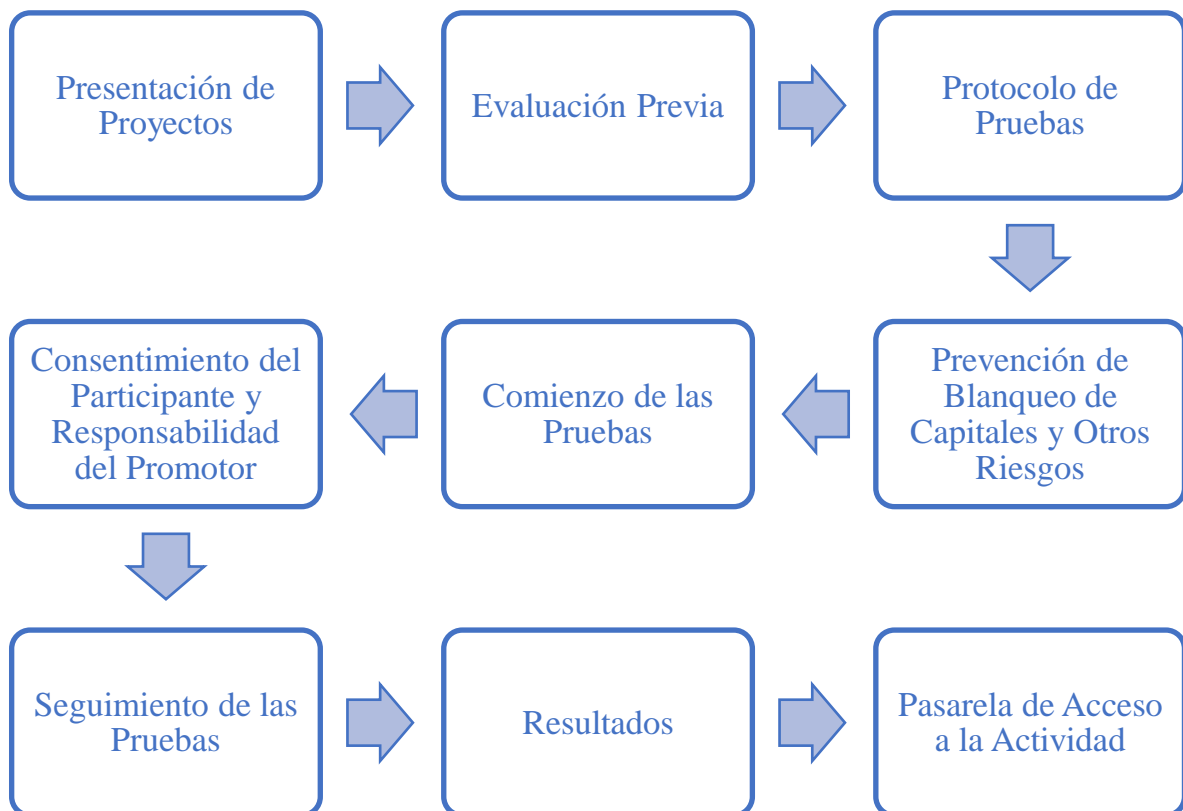 Presentación de
Proyectos
Evaluación Previa
Protocolo de
Pruebas
Prevención de
Blanqueo de
Capitales y Otros
Riesgos
Comienzo de las
Pruebas
Consentimiento del
Participante y
Responsabilidad
del Promotor
Seguimiento de las
Pruebas
Resultados
Pasarela de Acceso
a la Actividad